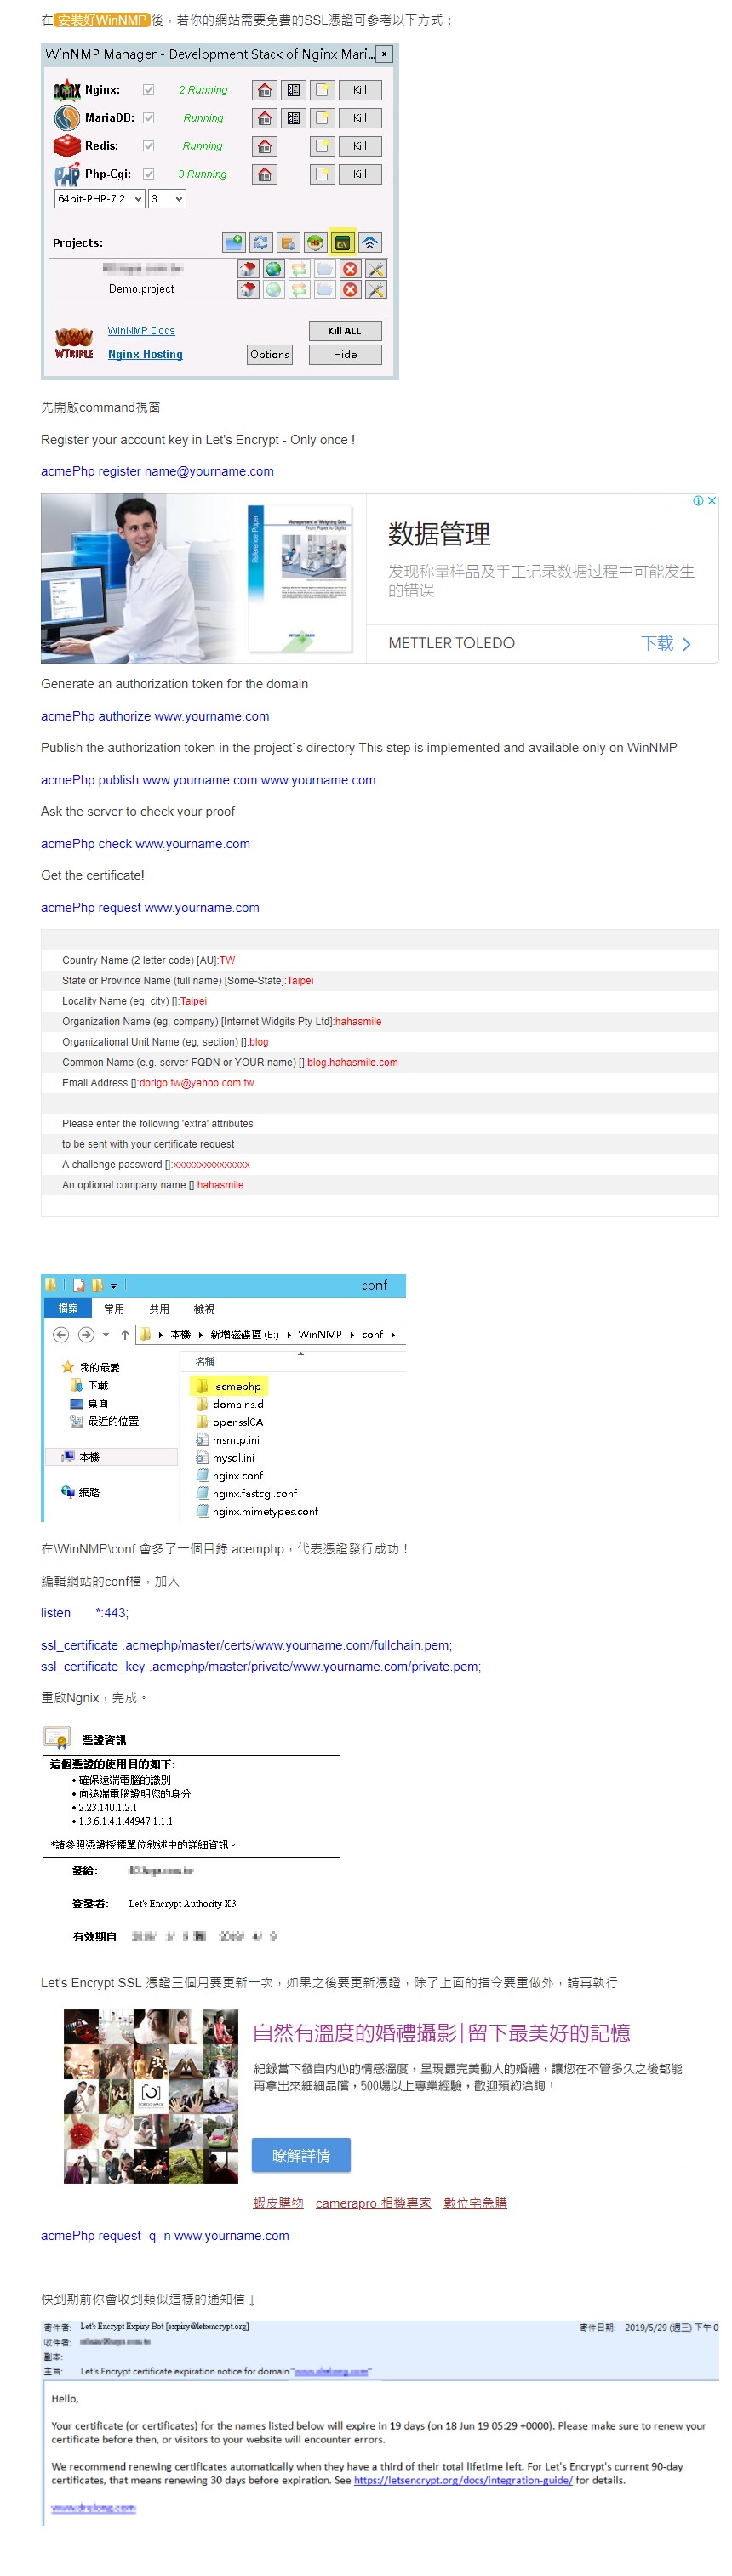 在 安裝好WinNMP 後，若你的網站需要免費的SSL憑證可參考以下方式：
WinNMP Manager - Development Stack of Nginx Mari... x
NGINX Nginx: 2 Running Kill
MariaDB: Running Kill
Redis: Running Kill
PHP Php-Cgi: 3 Running Kill
64bit-PHP-7.2 3
Projects: HS C:\
Demo.project
WinNMP Docs Kill ALL
WWW WTRIPLE Nginx Hosting Options Hide
先開啟command視窗
Register your account key in Let's Encrypt - Only once !
acmePhp register name@yourname.com
Reference Paper
Management of Weighing Data
From Paper to Digital
数据管理
发现称量样品及手工记录数据过程中可能发生
的错误
METTLER TOLEDO 下载
Generate an authorization token for the domain
acmePhp authorize www.yourname.com
Publish the authorization token in the project`s directory This step is implemented and available only on WinNMP
acmePhp publish www.yourname.com www.yourname.com
Ask the server to check your proof
acmePhp check www.yourname.com
Get the certificate!
acmePhp request www.yourname.com
Country Name (2 letter code) [AU]:TW
State or Province Name (full name) [Some-State]:Taipei
Locality Name (eg, city) []:Taipei
Organization Name (eg, company) [Internet Widgits Pty Ltd]:hahasmile
Organizational Unit Name (eg, section) []:blog
Common Name (e.g. server FQDN or YOUR name) []:blog.hahasmile.com
Email Address []:dorigo.tw@yahoo.com.tw
Please enter the following 'extra' attributes
to be sent with your certificate request
A challenge password []:xxxxxxxxxxxxxxx
An optional company name []:hahasmile
conf
檔案 常用 共用 檢視
本機 新增磁碟區 (E:) WinNMP conf
我的最愛 名稱
下載 .acmephp
桌面 domains.d
最近的位置 opensslCA
msmtp.ini
本機 mysql.ini
nginx.conf
網路 nginx.fastcgi.conf
nginx.mimetypes.conf
在\WinNMP\conf 會多了一個目錄.acemphp，代表憑證發行成功！
編輯網站的conf檔，加入
listen *:443;
ssl_certificate .acmephp/master/certs/www.yourname.com/fullchain.pem;
ssl_certificate_key .acmephp/master/private/www.yourname.com/private.pem;
重啟Ngnix，完成。
憑證資訊
這個憑證的使用目的如下:
• 確保遠端電腦的識別
• 向遠端電腦證明您的身分
• 2.23.140.1.2.1
• 1.3.6.1.4.1.44947.1.1.1
*請參照憑證授權單位敘述中的詳細資訊。
發給:
簽發者: Let's Encrypt Authority X3
有效期自
Let's Encrypt SSL 憑證三個月要更新一次，如果之後要更新憑證，除了上面的指令要重做外，請再執行
自然有溫度的婚禮攝影|留下最美好的記憶
紀錄當下發自內心的情感溫度，呈現最完美動人的婚禮，讓您在不管多久之後都能
再拿出來細細品嚐，500場以上專業經驗，歡迎預約洽詢！
瞭解詳情
蝦皮購物 camerapro 相機專家 數位宅急購
acmePhp request -q -n www.yourname.com
快到期前你會收到類似這樣的通知信↓
寄件者: Let's Encrypt Expiry Bot [expiry@letsencrypt.org] 寄件日期: 2019/5/29 (週三) 下午 0
收件者:
副本:
主旨: Let's Encrypt certificate expiration notice for domain "
Hello,
Your certificate (or certificates) for the names listed below will expire in 19 days (on 18 Jun 19 05:29 +0000). Please make sure to renew your
certificate before then, or visitors to your website will encounter errors.
We recommend renewing certificates automatically when they have a third of their total lifetime left. For Let's Encrypt's current 90-day
certificates, that means renewing 30 days before expiration. See https://letsencrypt.org/docs/integration-guide/ for details.